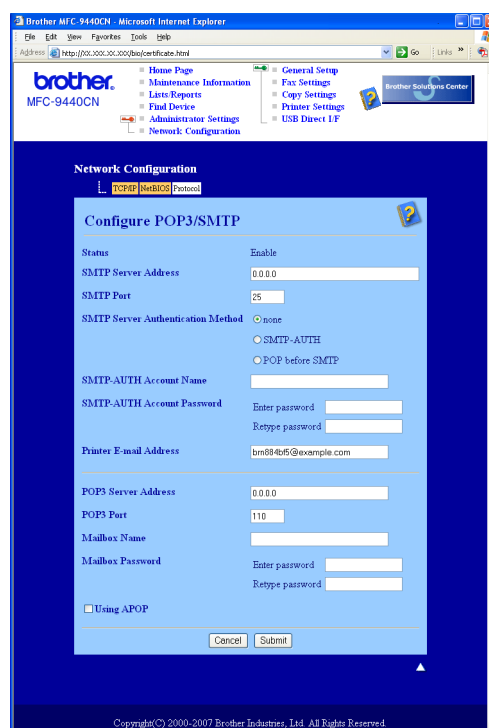 Brother MFC-9440CN - Microsoft Internet Explorer
File Edit View Favorites Tools Help
Address http://XX.XXX.XX.XXX/bio/certificate.html Go Links »
brother.
MFC-9440CN
Home Page
Maintenance Information
Lists/Reports
Find Device
Administrator Settings
Network Configuration
General Setup
Fax Settings
Copy Settings
Printer Settings
USB Direct I/F
Brother Solutions Center
Network Configuration
TCP/IP NetBIOS Protocol
Configure POP3/SMTP
Status Enable
SMTP Server Address 0.0.0.0
SMTP Port 25
SMTP Server Authentication Method none
SMTP-AUTH
POP before SMTP
SMTP-AUTH Account Name
SMTP-AUTH Account Password Enter password
Retype password
Printer E-mail Address brn884bf5@example.com
POP3 Server Address 0.0.0.0
POP3 Port 110
Mailbox Name
Mailbox Password Enter password
Retype password
Using APOP
Cancel Submit
Copyright(C) 2000-2007 Brother Industries, Ltd. All Rights Reserved.